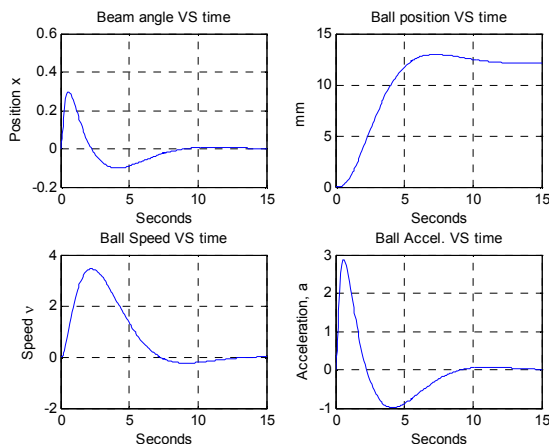 Beam angle VS time
0.6
0.4
0.2
0
-0.2
Position x
0 5 10 15
Seconds
Ball position VS time
15
10
5
0
mm
0 5 10 15
Seconds
Ball Speed VS time
4
2
0
-2
Speed v
0 5 10 15
Seconds
Ball Accel. VS time
3
2
1
0
-1
Acceleration, a
0 5 10 15
Seconds